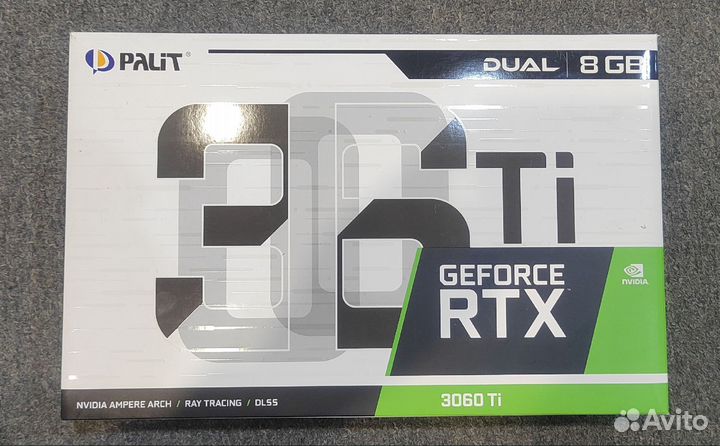 PALiT®
DUAL 8 GB
3060 Ti
GEFORCE
RTX
NVIDIA
NVIDIA AMPERE ARCH / RAY TRACING / DLSS
3060 Ti
Avito